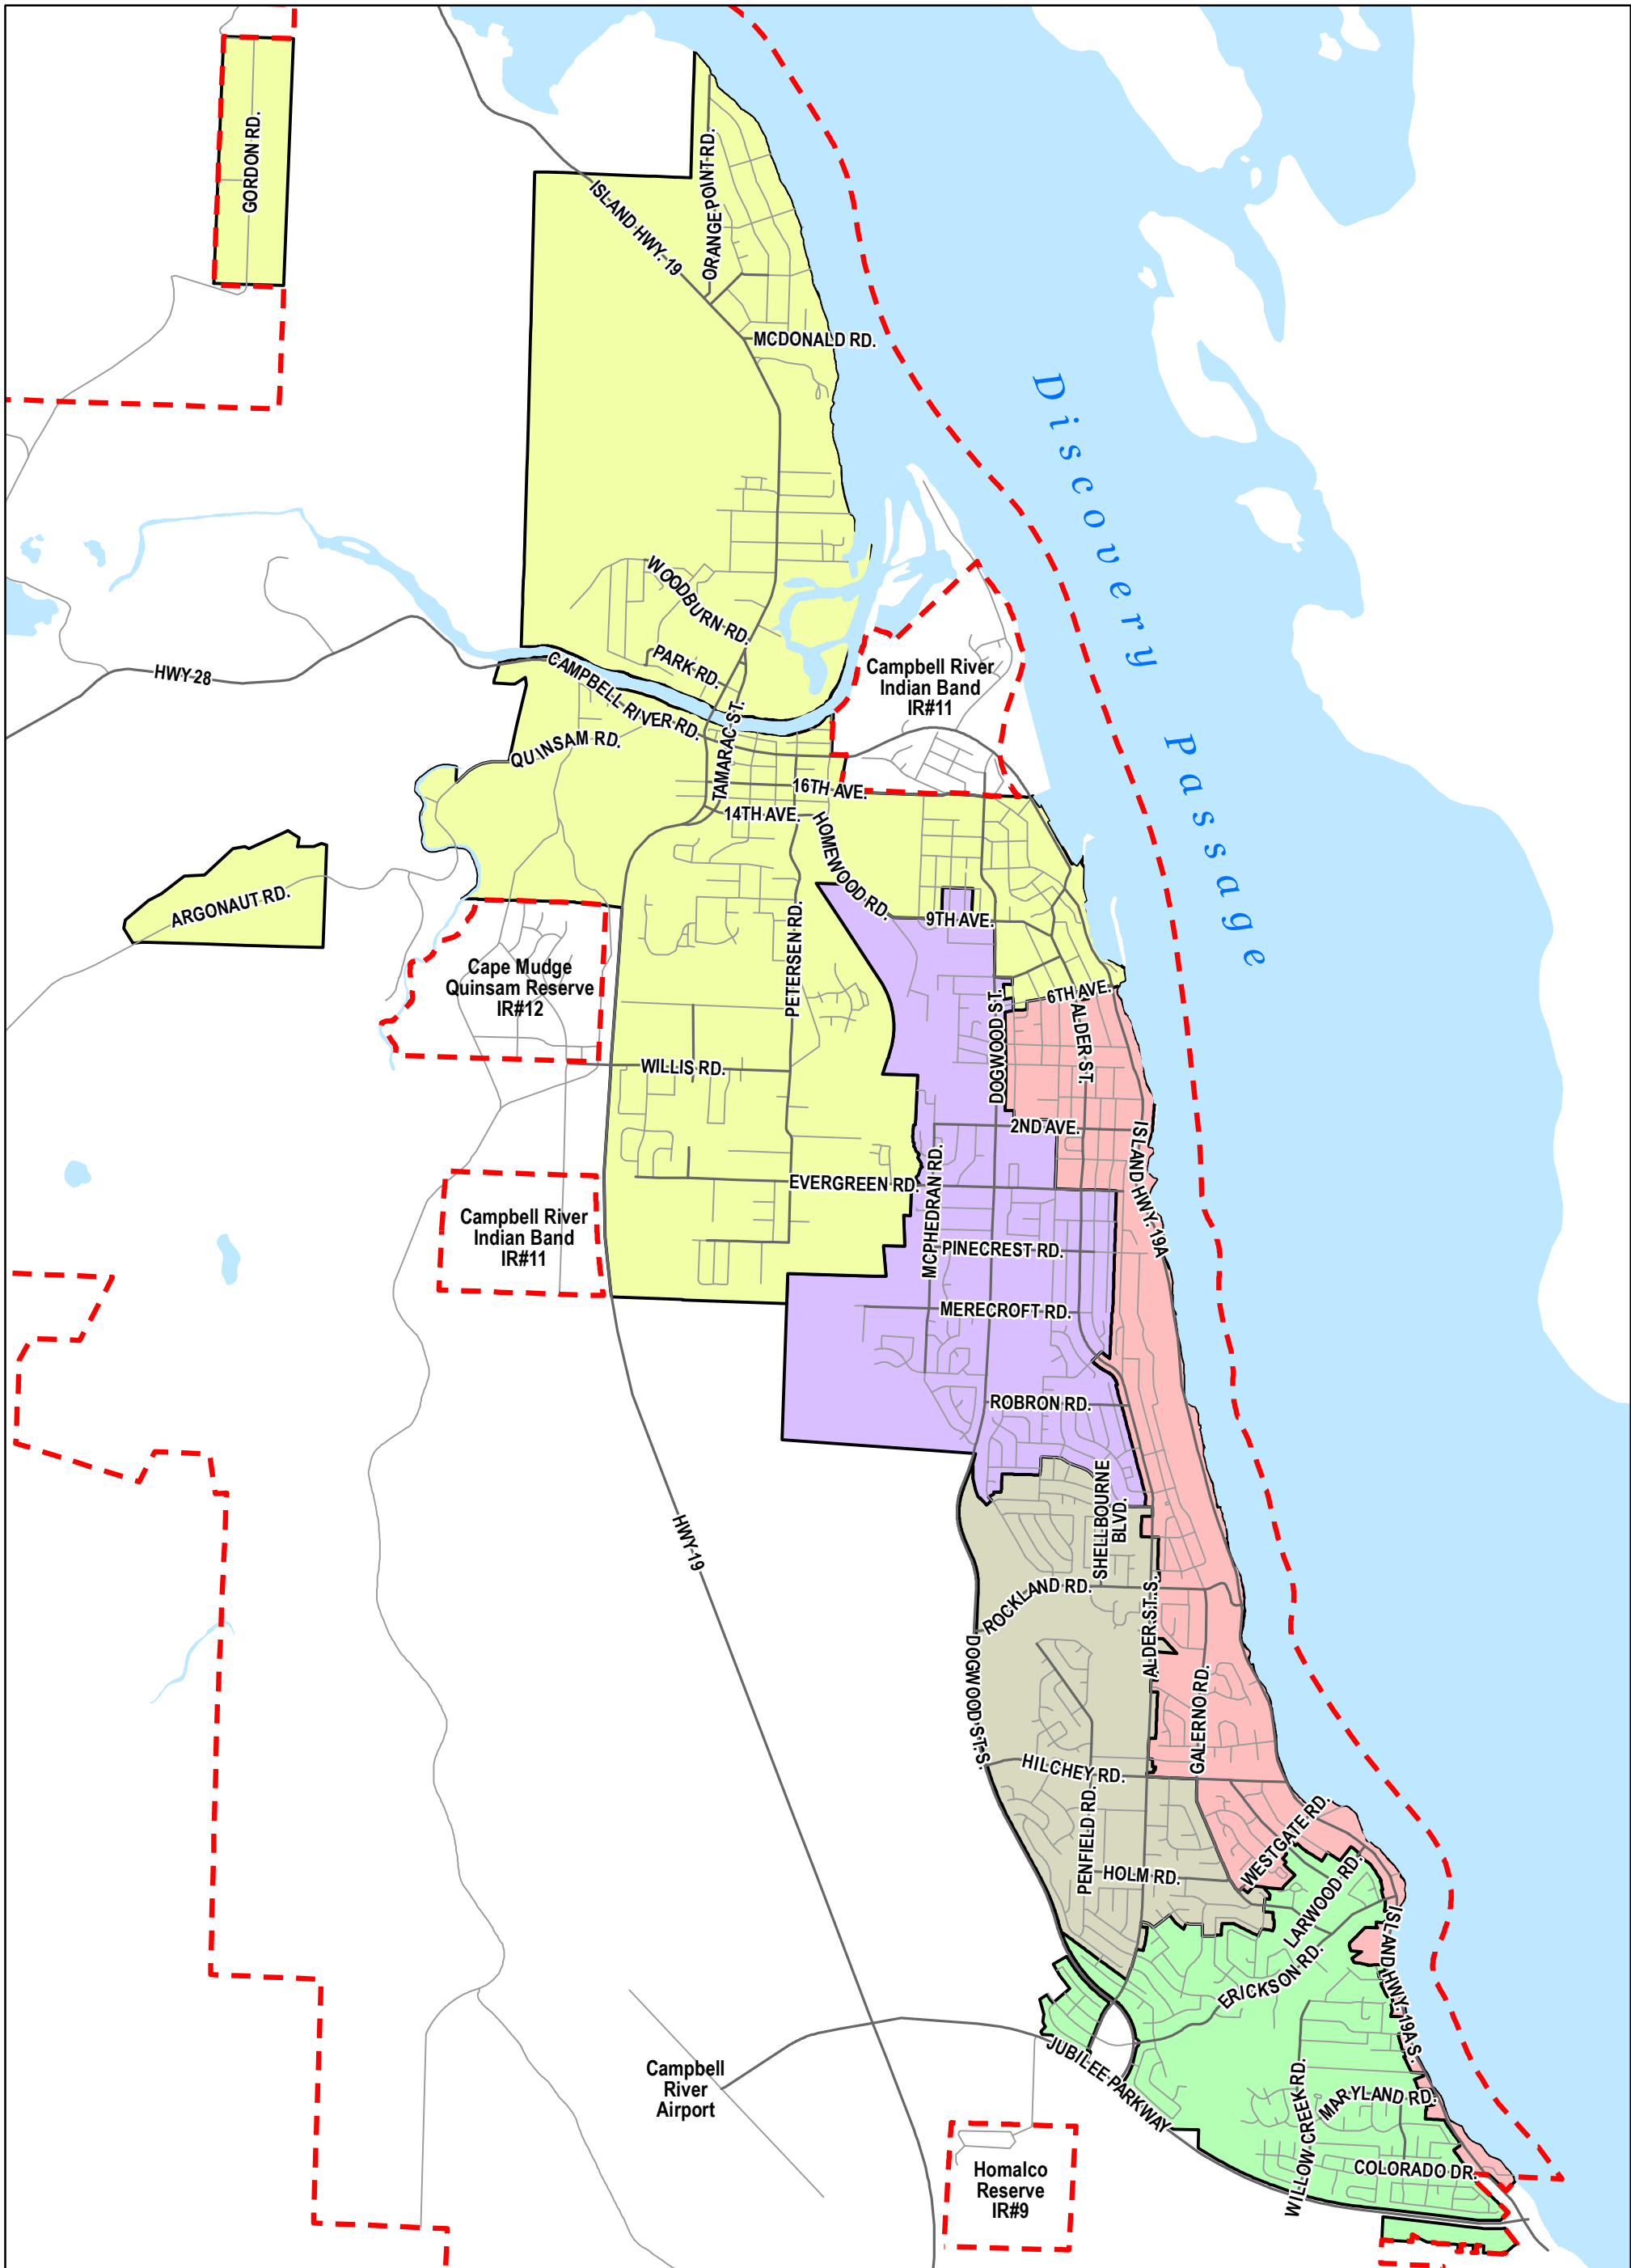 GORDON RD.
ORANGE POINT RD.
ISLAND HWY. 19
MCDONALD RD.
Discovery Passage
WOODBURN RD.
PARK RD.
CAMPBELL RIVER RD.
HWY 28
Campbell River
Indian Band
IR#11
QUINSAM RD.
TAMARAC ST.
16TH AVE.
14TH AVE.
HOMEWOOD RD.
ARGONAUT RD.
9TH AVE.
PETERSEN RD.
Cape Mudge
Quinsam Reserve
IR#12
6TH AVE.
DOGWOOD ST.
ALDER ST.
WILLIS RD.
2ND AVE.
ISLAND HWY. 19A
MCPHEDRAN RD.
EVERGREEN RD.
Campbell River
Indian Band
IR#11
PINECREST RD.
MERECROFT RD.
ROBRON RD.
SHELLBOURNE
BLVD.
HWY 19
ROCKLAND RD.
ALDER ST. S.
DOGWOOD ST. S.
GALERNO RD.
HILCHEY RD.
PENFIELD RD.
WESTGATE RD.
HOLM RD.
LARWOOD RD.
ISLAND HWY. 19A S.
ERICKSON RD.
JUBILEE PARKWAY
Campbell
River
Airport
WILLOW CREEK RD.
MARYLAND RD.
COLORADO DR.
Homalco
Reserve
IR#9